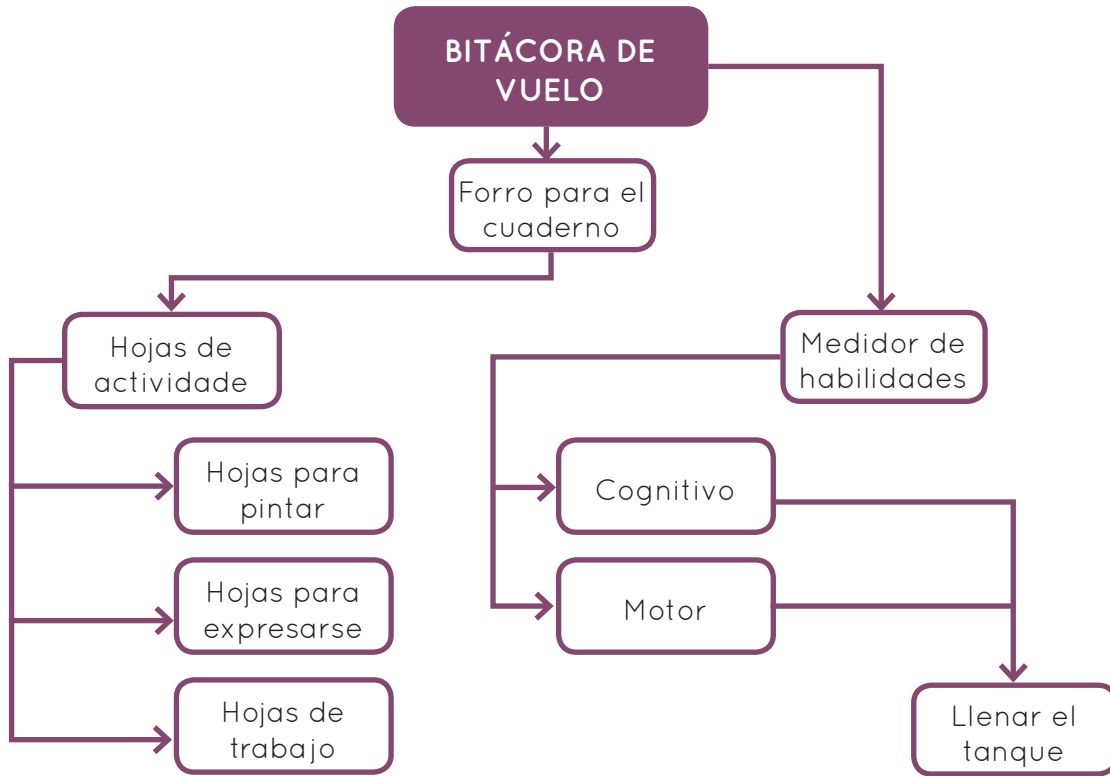 BITÁCORA DE
VUELO
Forro para el
cuaderno
Hojas de
actividade
Medidor de
habilidades
Hojas para
pintar
Cognitivo
Hojas para
expresarse
Motor
Hojas de
trabajo
Llenar el
tanque